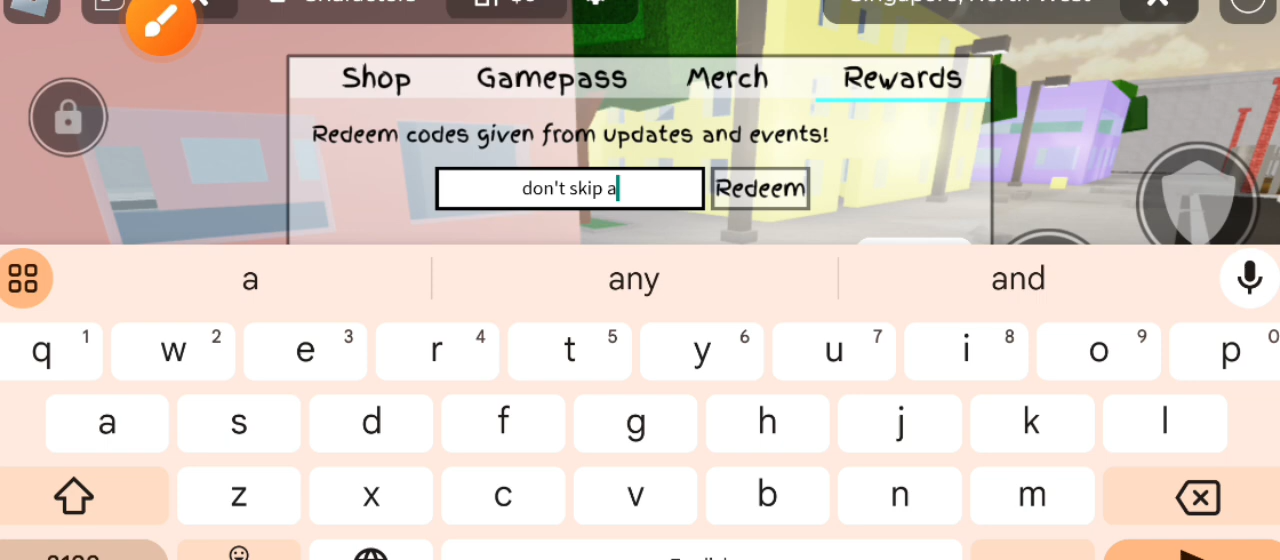 Shop Gamepass Merch Rewards
Redeem codes given from updates and events!
don't skip a Redeem
a any and
q 1 w 2 e 3 r 4 t 5 y 6 u 7 i 8 o 9 p 0
a s d f g h j k l
z x c v b n m